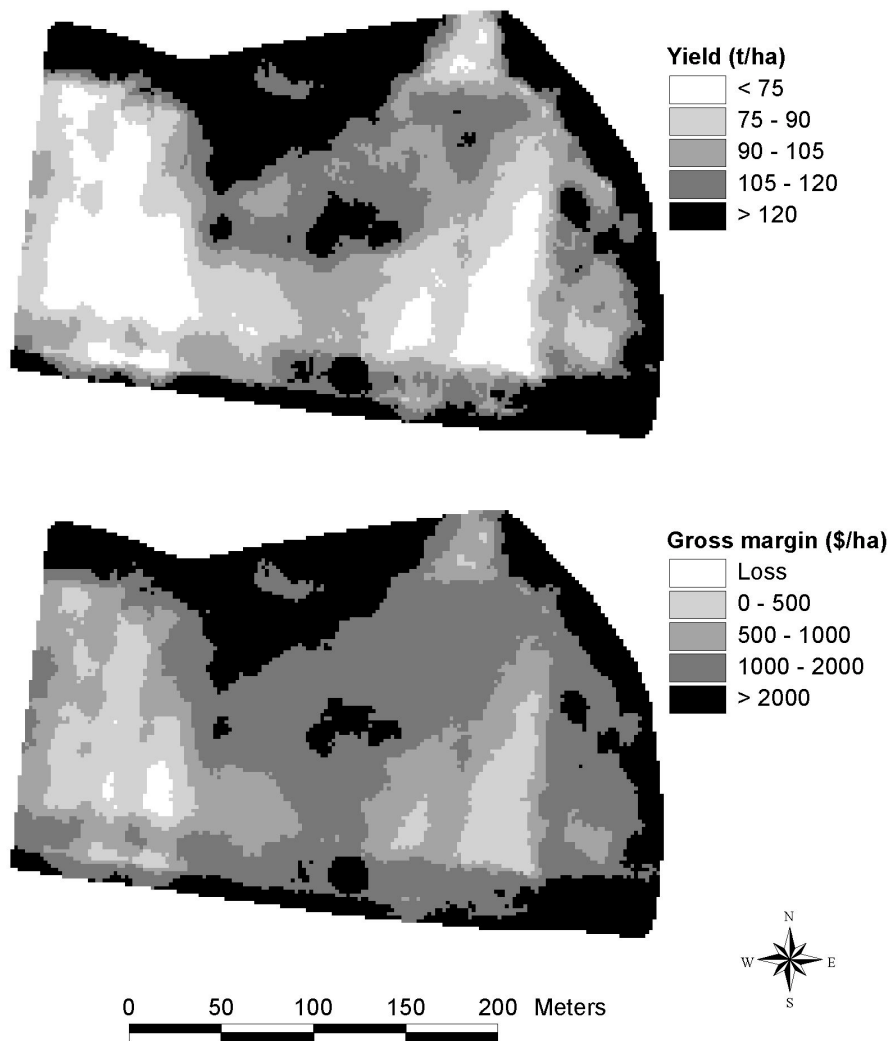 Yield (t/ha)
< 75
75 - 90
90 - 105
105 - 120
> 120
Gross margin ($/ha)
Loss
0 - 500
500 - 1000
1000 - 2000
> 2000
N
W E
S
0 50 100 150 200 Meters